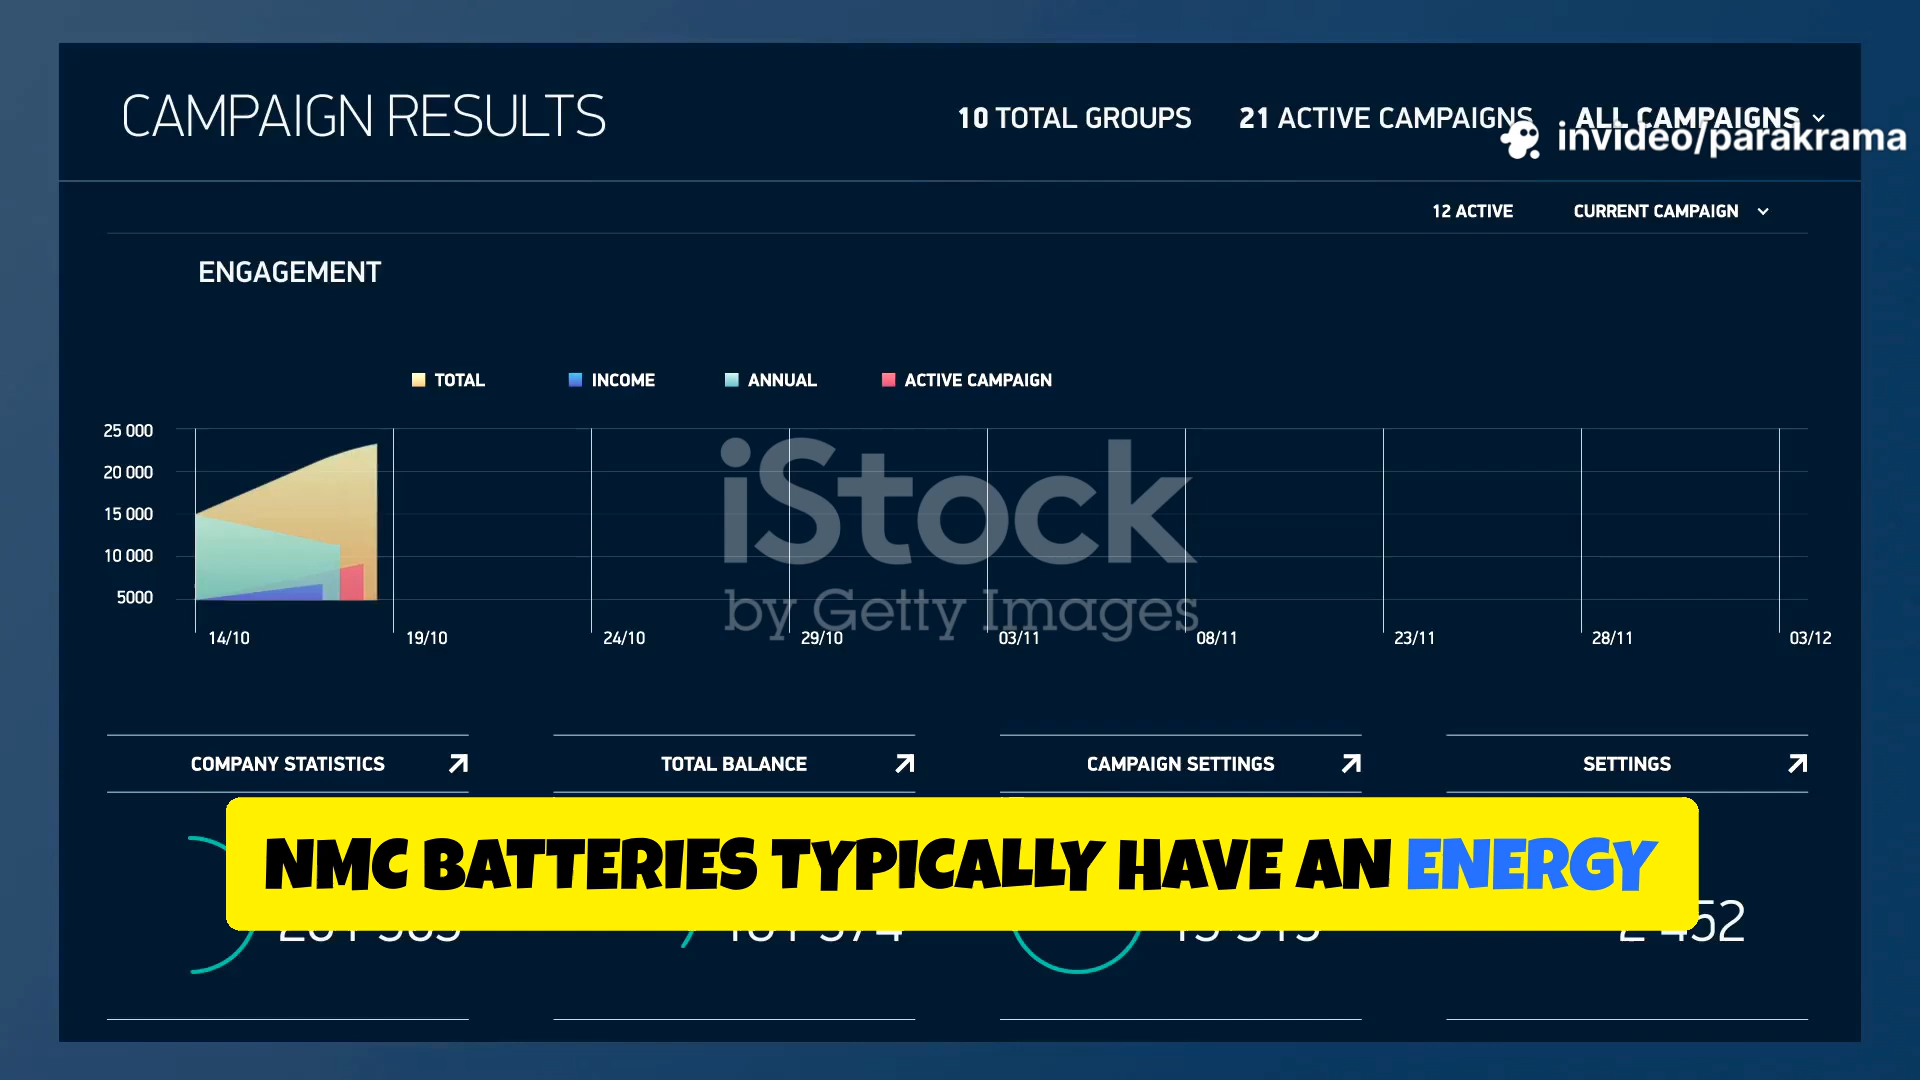 CAMPAIGN RESULTS
10 TOTAL GROUPS
21 ACTIVE CAMPAIGNS
ALL CAMPAIGNS
invideo/parakrama
12 ACTIVE
CURRENT CAMPAIGN
ENGAGEMENT
TOTAL
INCOME
ANNUAL
ACTIVE CAMPAIGN
25 000
20 000
15 000
10 000
5000
iStock
by Getty Images
14/10
19/10
24/10
29/10
03/11
08/11
23/11
28/11
03/12
COMPANY STATISTICS
TOTAL BALANCE
CAMPAIGN SETTINGS
SETTINGS
NMC BATTERIES TYPICALLY HAVE AN ENERGY